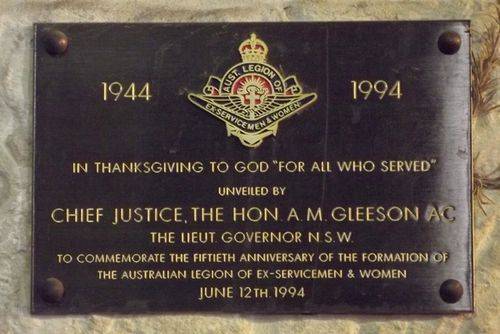 1944 1994
AUST. LEGION OF
EX-SERVICEMEN & WOMEN
IN THANKSGIVING TO GOD "FOR ALL WHO SERVED"
UNVEILED BY
CHIEF JUSTICE, THE HON. A. M. GLEESON AC
THE LIEUT. GOVERNOR N.S.W.
TO COMMEMORATE THE FIFTIETH ANNIVERSARY OF THE FORMATION OF
THE AUSTRALIAN LEGION OF EX-SERVICEMEN & WOMEN
JUNE 12TH. 1994